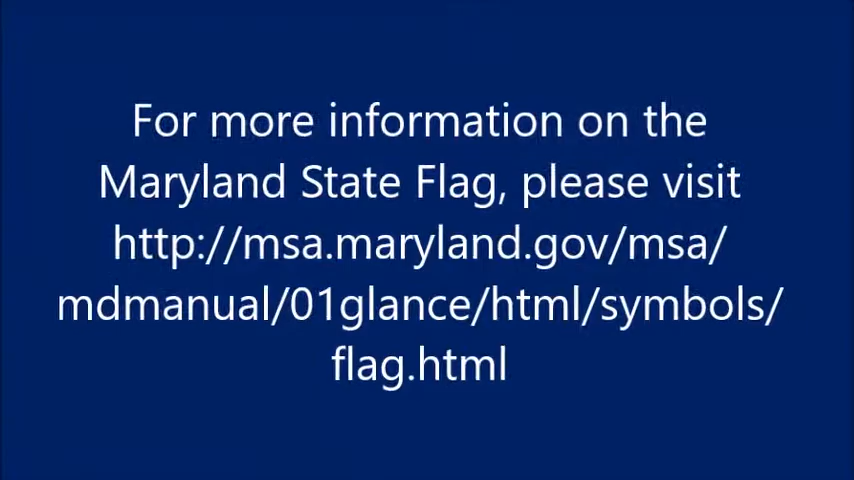 For more information on the
Maryland State Flag, please visit
http://msa.maryland.gov/msa/
mdmanual/01glance/html/symbols/
flag.html